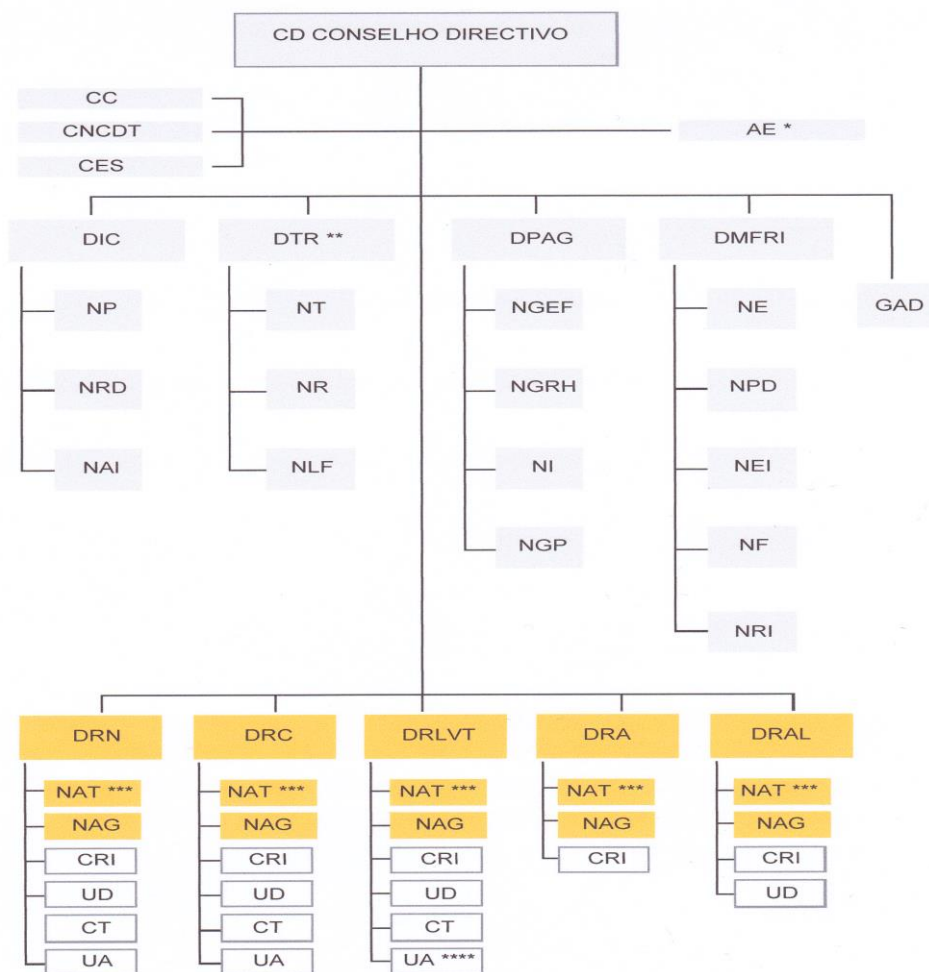 CD CONSELHO DIRECTIVO
CC
CNCDT
AE *
CES
DIC
DTR **
DPAG
DMFRI
GAD
NP
NT
NGEF
NE
NRD
NR
NGRH
NPD
NAI
NLF
NI
NEI
NGP
NF
NRI
DRN
DRC
DRLVT
DRA
DRAL
NAT ***
NAT ***
NAT ***
NAT ***
NAT ***
NAG
NAG
NAG
NAG
NAG
CRI
CRI
CRI
CRI
CRI
UD
UD
UD
UD
CT
CT
CT
UA
UA
UA ****